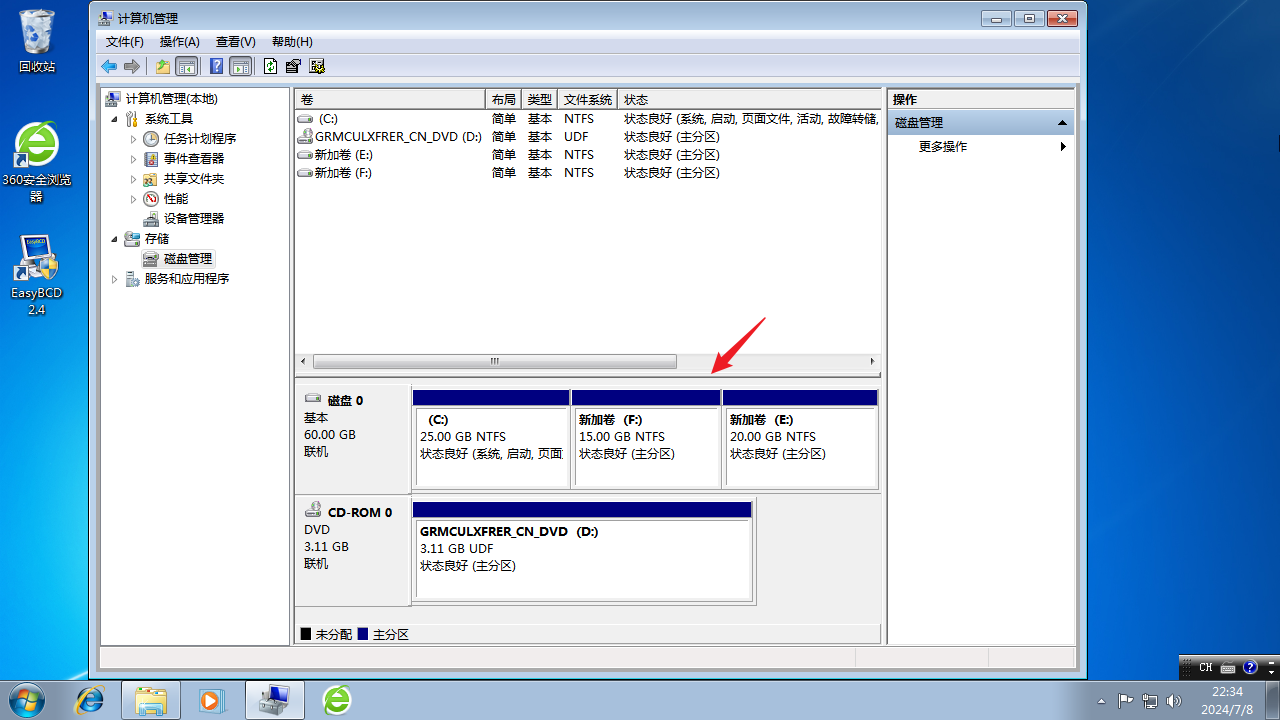 回收站
360安全浏览
器
EasyBCD
2.4
计算机管理
文件(F) 操作(A) 查看(V) 帮助(H)
计算机管理(本地)
系统工具
任务计划程序
事件查看器
共享文件夹
性能
设备管理器
存储
磁盘管理
服务和应用程序
卷 布局 类型 文件系统 状态
(C:) 简单 基本 NTFS 状态良好 (系统, 启动, 页面文件, 活动, 故障转储,
GRMCULXFRER_CN_DVD (D:) 简单 基本 UDF 状态良好 (主分区)
新加卷 (E:) 简单 基本 NTFS 状态良好 (主分区)
新加卷 (F:) 简单 基本 NTFS 状态良好 (主分区)
操作
磁盘管理
更多操作
磁盘 0
基本
60.00 GB
联机
(C:)
25.00 GB NTFS
状态良好 (系统, 启动, 页面
新加卷 (F:)
15.00 GB NTFS
状态良好 (主分区)
新加卷 (E:)
20.00 GB NTFS
状态良好 (主分区)
CD-ROM 0
DVD
3.11 GB
联机
GRMCULXFRER_CN_DVD (D:)
3.11 GB UDF
状态良好 (主分区)
未分配 主分区
CH
22:34
2024/7/8